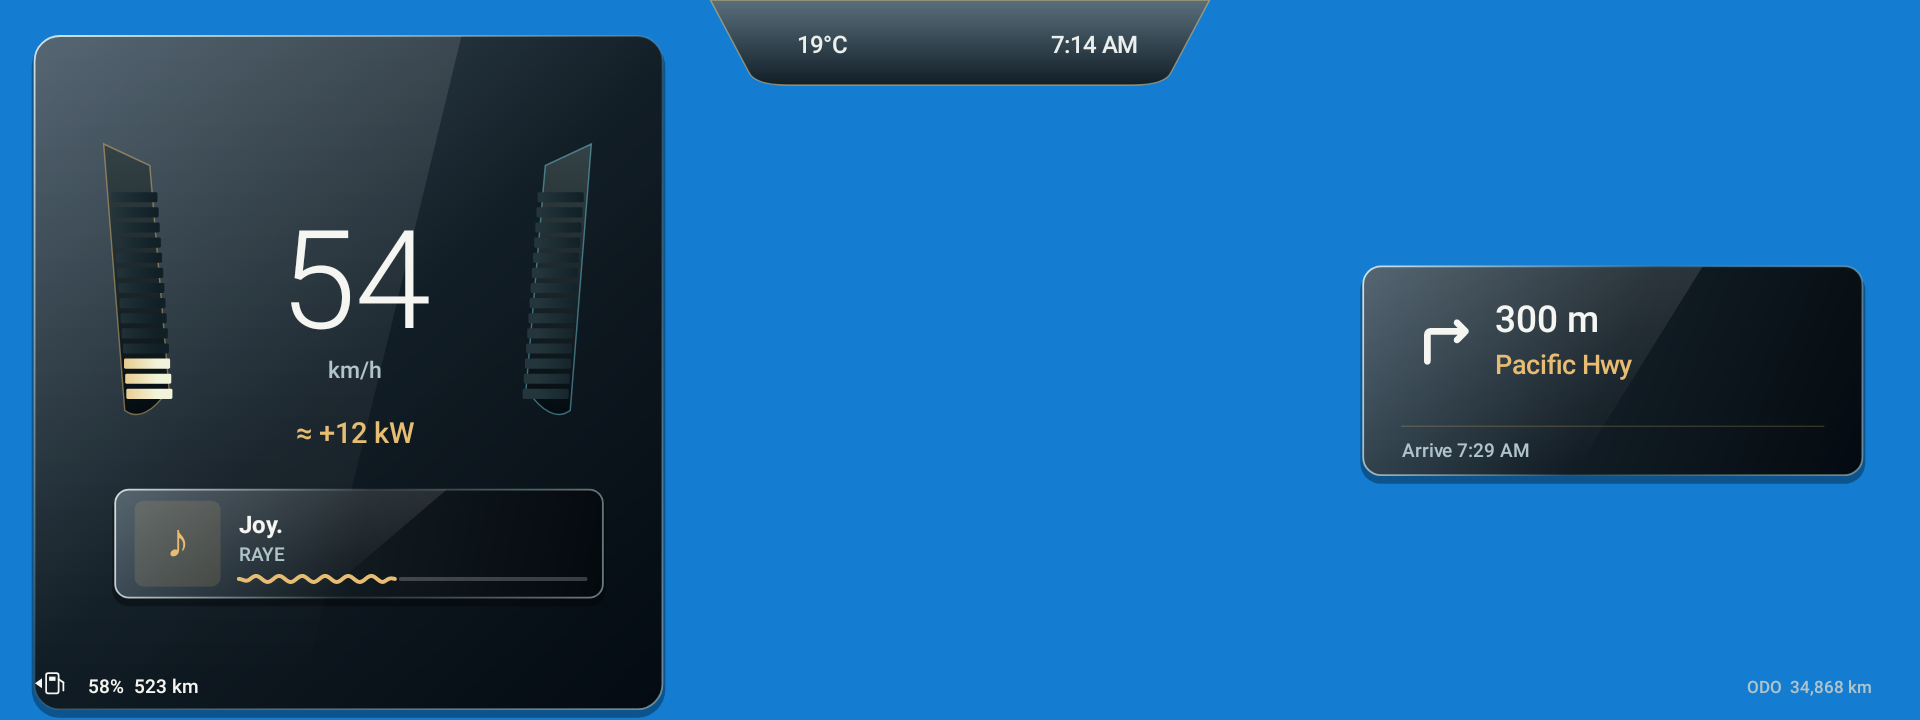 19°C
7:14 AM
54
km/h
≈ +12 kW
Joy.
RAYE
58% 523 km
300 m
Pacific Hwy
Arrive 7:29 AM
ODO 34,868 km